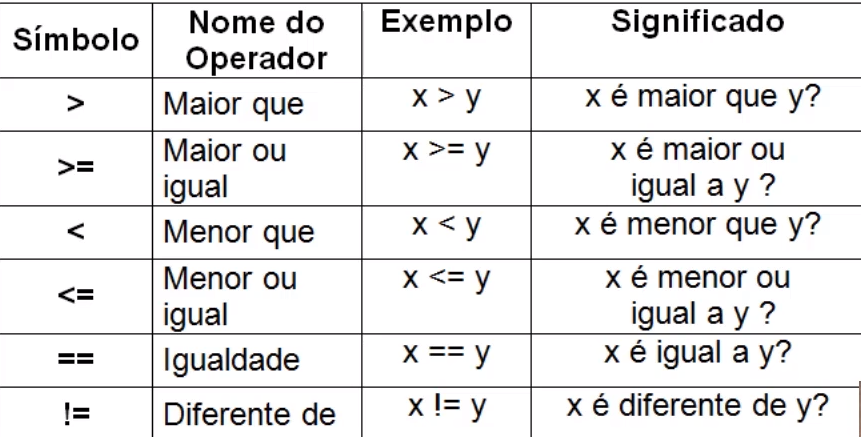 Símbolo Nome do Operador Exemplo Significado
> Maior que x > y x é maior que y?
>= Maior ou igual x >= y x é maior ou igual a y ?
< Menor que x < y x é menor que y?
<= Menor ou igual x <= y x é menor ou igual a y ?
== Igualdade x == y x é igual a y?
!= Diferente de x != y x é diferente de y?